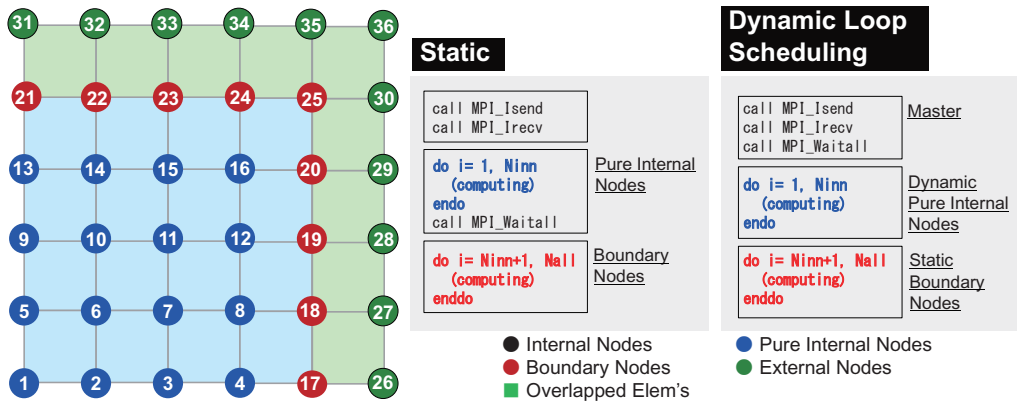 31 32 33 34 35 36
21 22 23 24 25 30
13 14 15 16 20 29
9 10 11 12 19 28
5 6 7 8 18 27
1 2 3 4 17 26
Static
call MPI_Isend
call MPI_Irecv
do i= 1, Ninn
(computing)
endo
call MPI_Waitall
Pure Internal
Nodes
do i= Ninn+1, Nall
(computing)
enddo
Boundary
Nodes
Dynamic Loop
Scheduling
call MPI_Isend
call MPI_Irecv
call MPI_Waitall
Master
do i= 1, Ninn
(computing)
endo
Dynamic
Pure Internal
Nodes
do i= Ninn+1, Nall
(computing)
enddo
Static
Boundary
Nodes
Internal Nodes
Boundary Nodes
Overlapped Elem's
Pure Internal Nodes
External Nodes